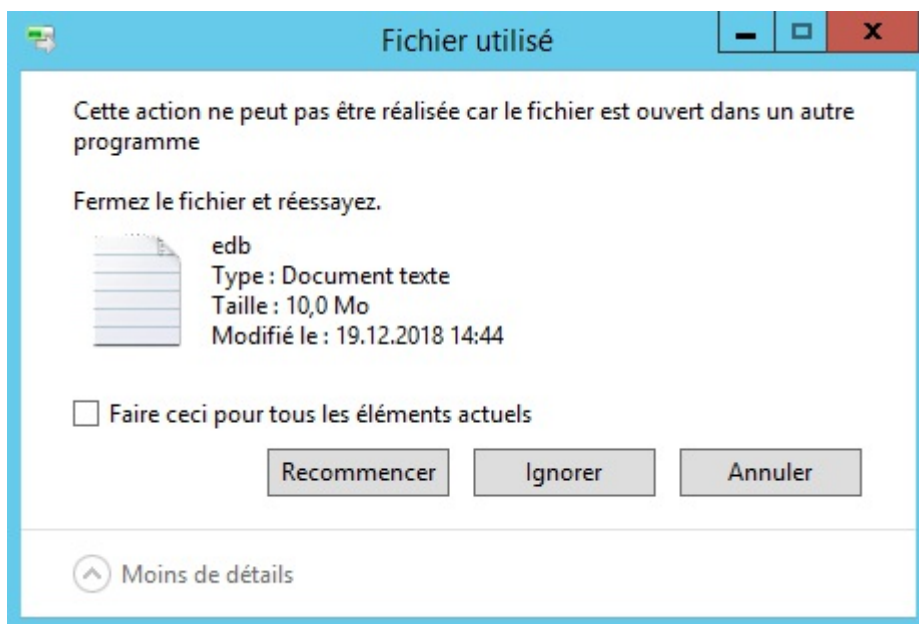 Fichier utilisé
Cette action ne peut pas être réalisée car le fichier est ouvert dans un autre
programme
Fermez le fichier et réessayez.
edb
Type : Document texte
Taille : 10,0 Mo
Modifié le : 19.12.2018 14:44
Faire ceci pour tous les éléments actuels
Recommencer
Ignorer
Annuler
Moins de détails